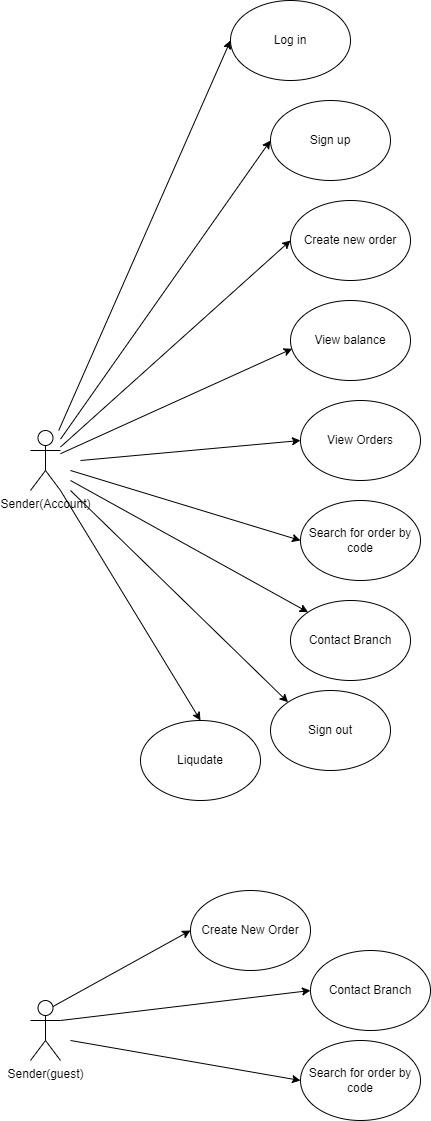 Log in
Sign up
Create new order
View balance
View Orders
Sender(Account)
Search for order by
code
Contact Branch
Sign out
Liqudate
Create New Order
Contact Branch
Sender(guest)
Search for order by
code